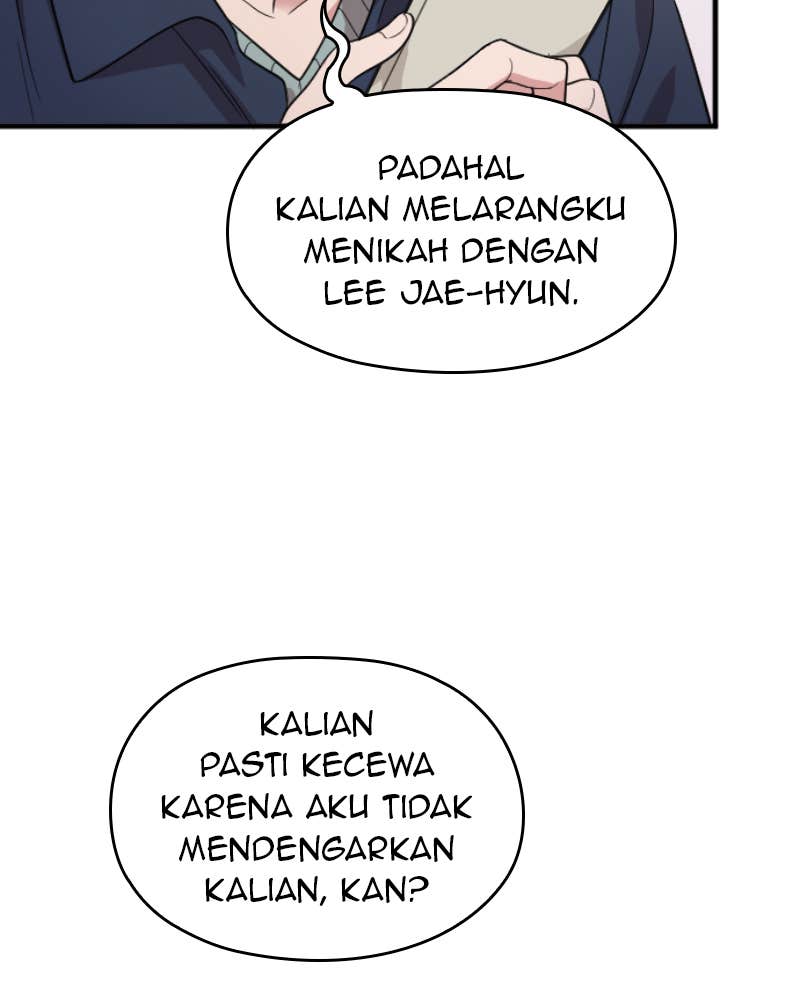 PADAHAL
KALIAN MELARANGKU
MENIKAH DENGAN
LEE JAE-HYUN.
KALIAN
PASTI KECEWA
KARENA AKU TIDAK
MENDENGARKAN
KALIAN, KAN?